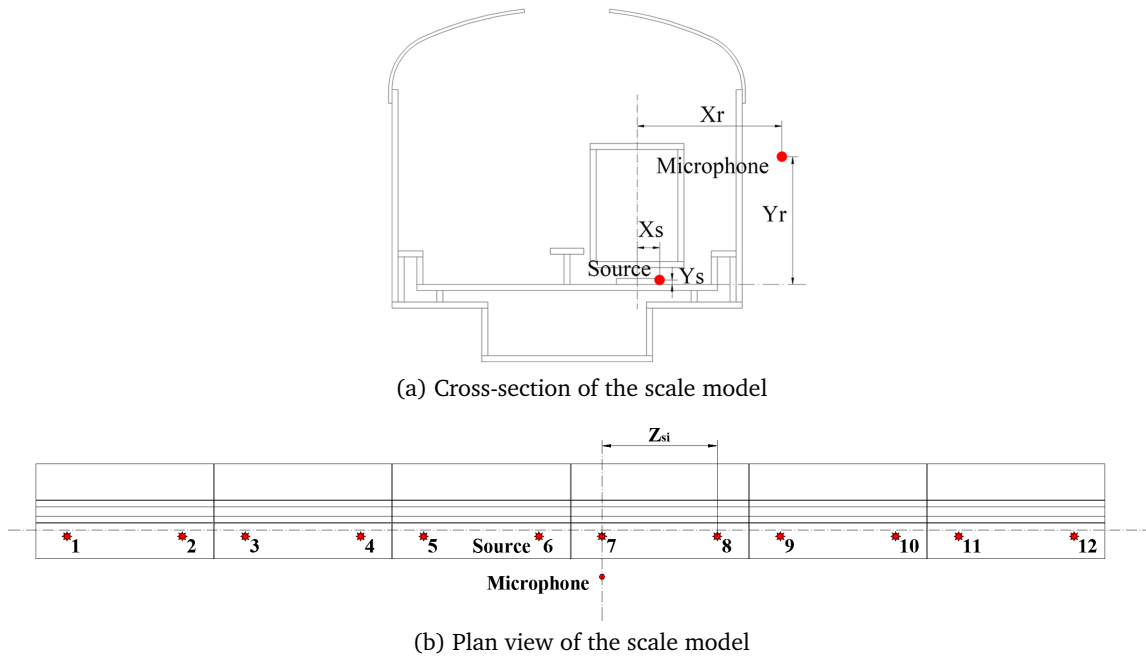 Xr
Microphone
Yr
Xs
Source
Ys
(a) Cross-section of the scale model
Zsi
1 2 3 4 5 Source 6 7 8 9 10 11 12
Microphone
(b) Plan view of the scale model